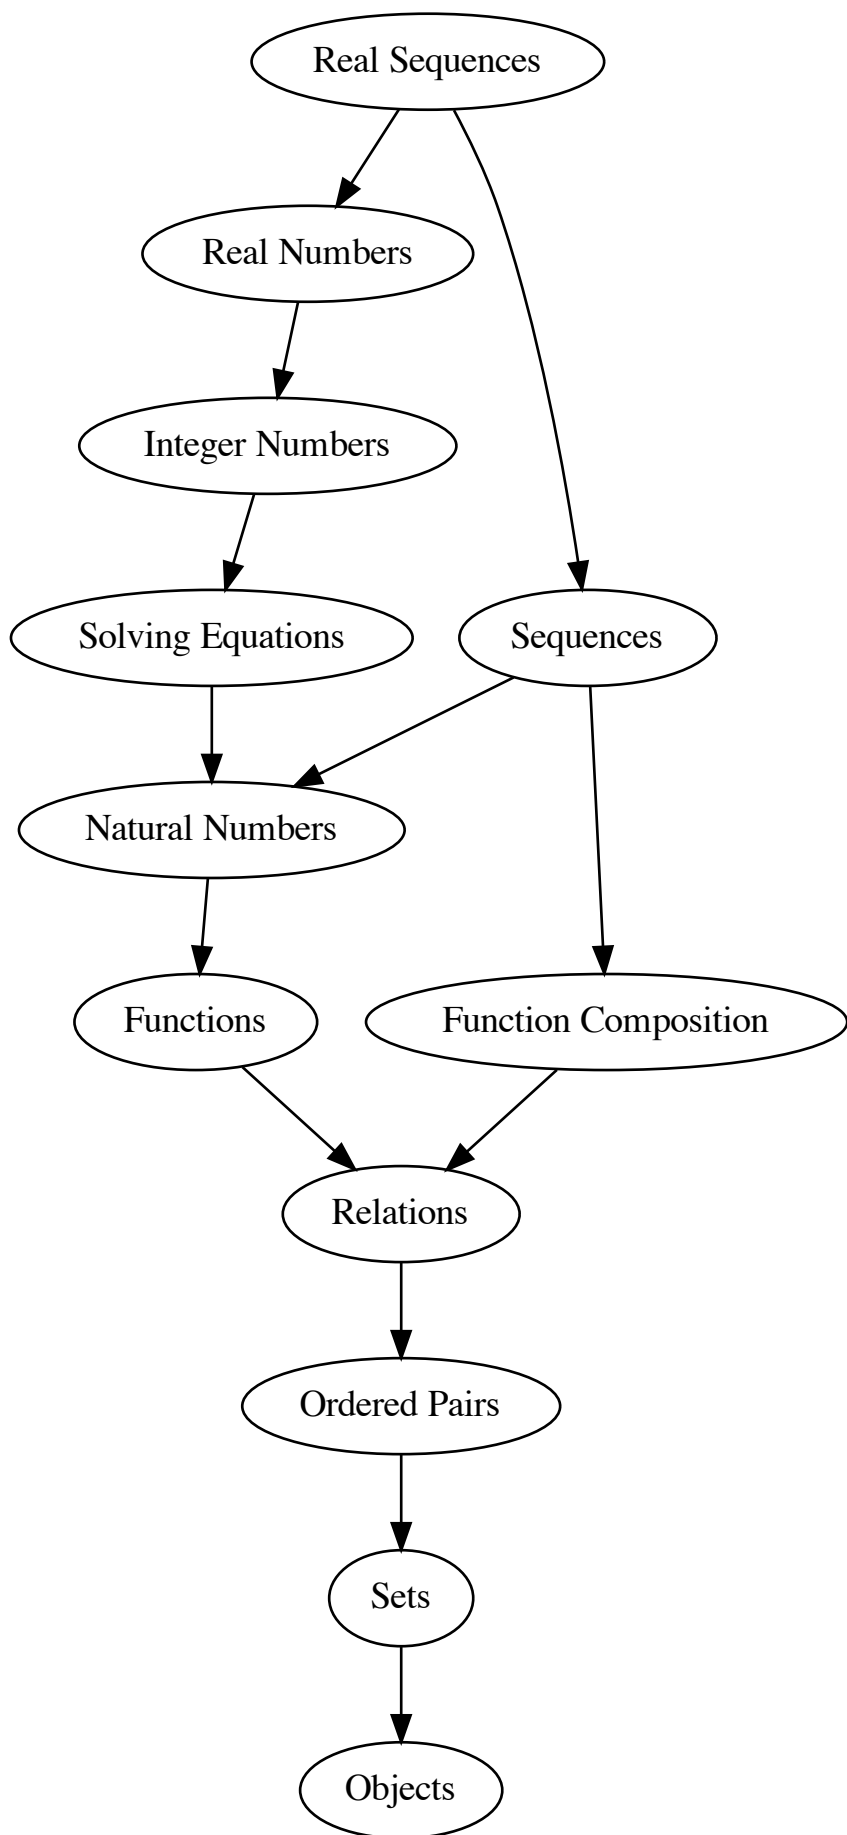 Real Sequences
Real Numbers
Integer Numbers
Solving Equations
Sequences
Natural Numbers
Functions
Function Composition
Relations
Ordered Pairs
Sets
Objects